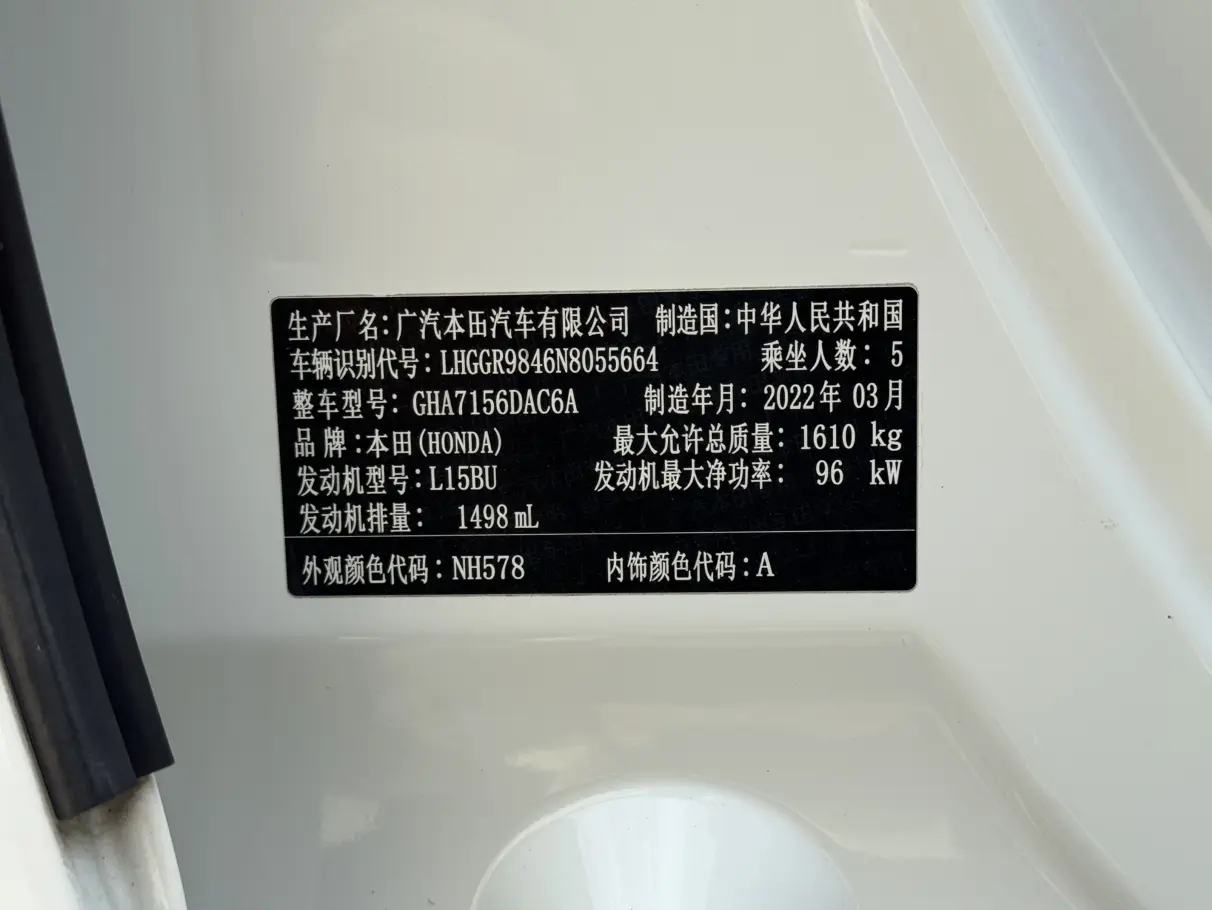 生产厂名:广汽本田汽车有限公司 制造国:中华人民共和国
车辆识别代号:LHGGR9846N8055664 乘坐人数: 5
整车型号: GHA7156DAC6A 制造年月: 2022年 03月
品 牌:本田(HONDA) 最大允许总质量: 1610 kg
发动机型号:L15BU 发动机最大净功率: 96 kW
发动机排量: 1498 mL
外观颜色代码:NH578 内饰颜色代码:A